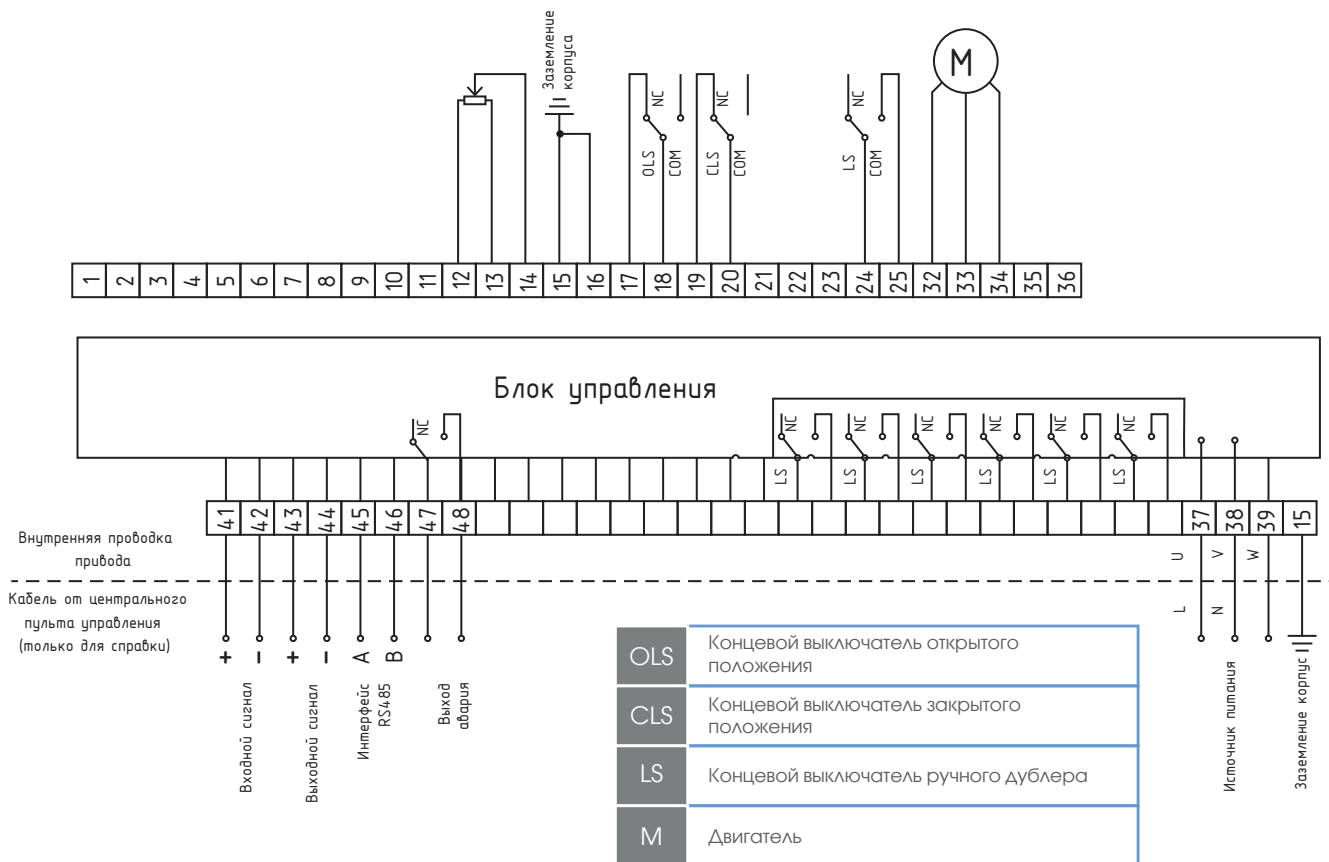 Заземление
корпуса
M
NC
NC
NC
OLS
COM
CLS
COM
LS
COM
1 2 3 4 5 6 7 8 9 10 11 12 13 14 15 16 17 18 19 20 21 22 23 24 25 32 33 34 35 36
Блок управления
NC
NC NC NC NC NC NC
LS LS LS LS LS LS
41 42 43 44 45 46 47 48 37 38 39 15
Внутренняя проводка
привода
U V W
Кабель от центрального
пульта управления
(только для справки)
L N
+ − + − A B
Входной сигнал
Выходной сигнал
Интерфейс
RS485
Выход
авария
Источник питания
Заземление корпус
OLS
Концевой выключатель открытого
положения
CLS
Концевой выключатель закрытого
положения
LS
Концевой выключатель ручного дублера
M
Двигатель